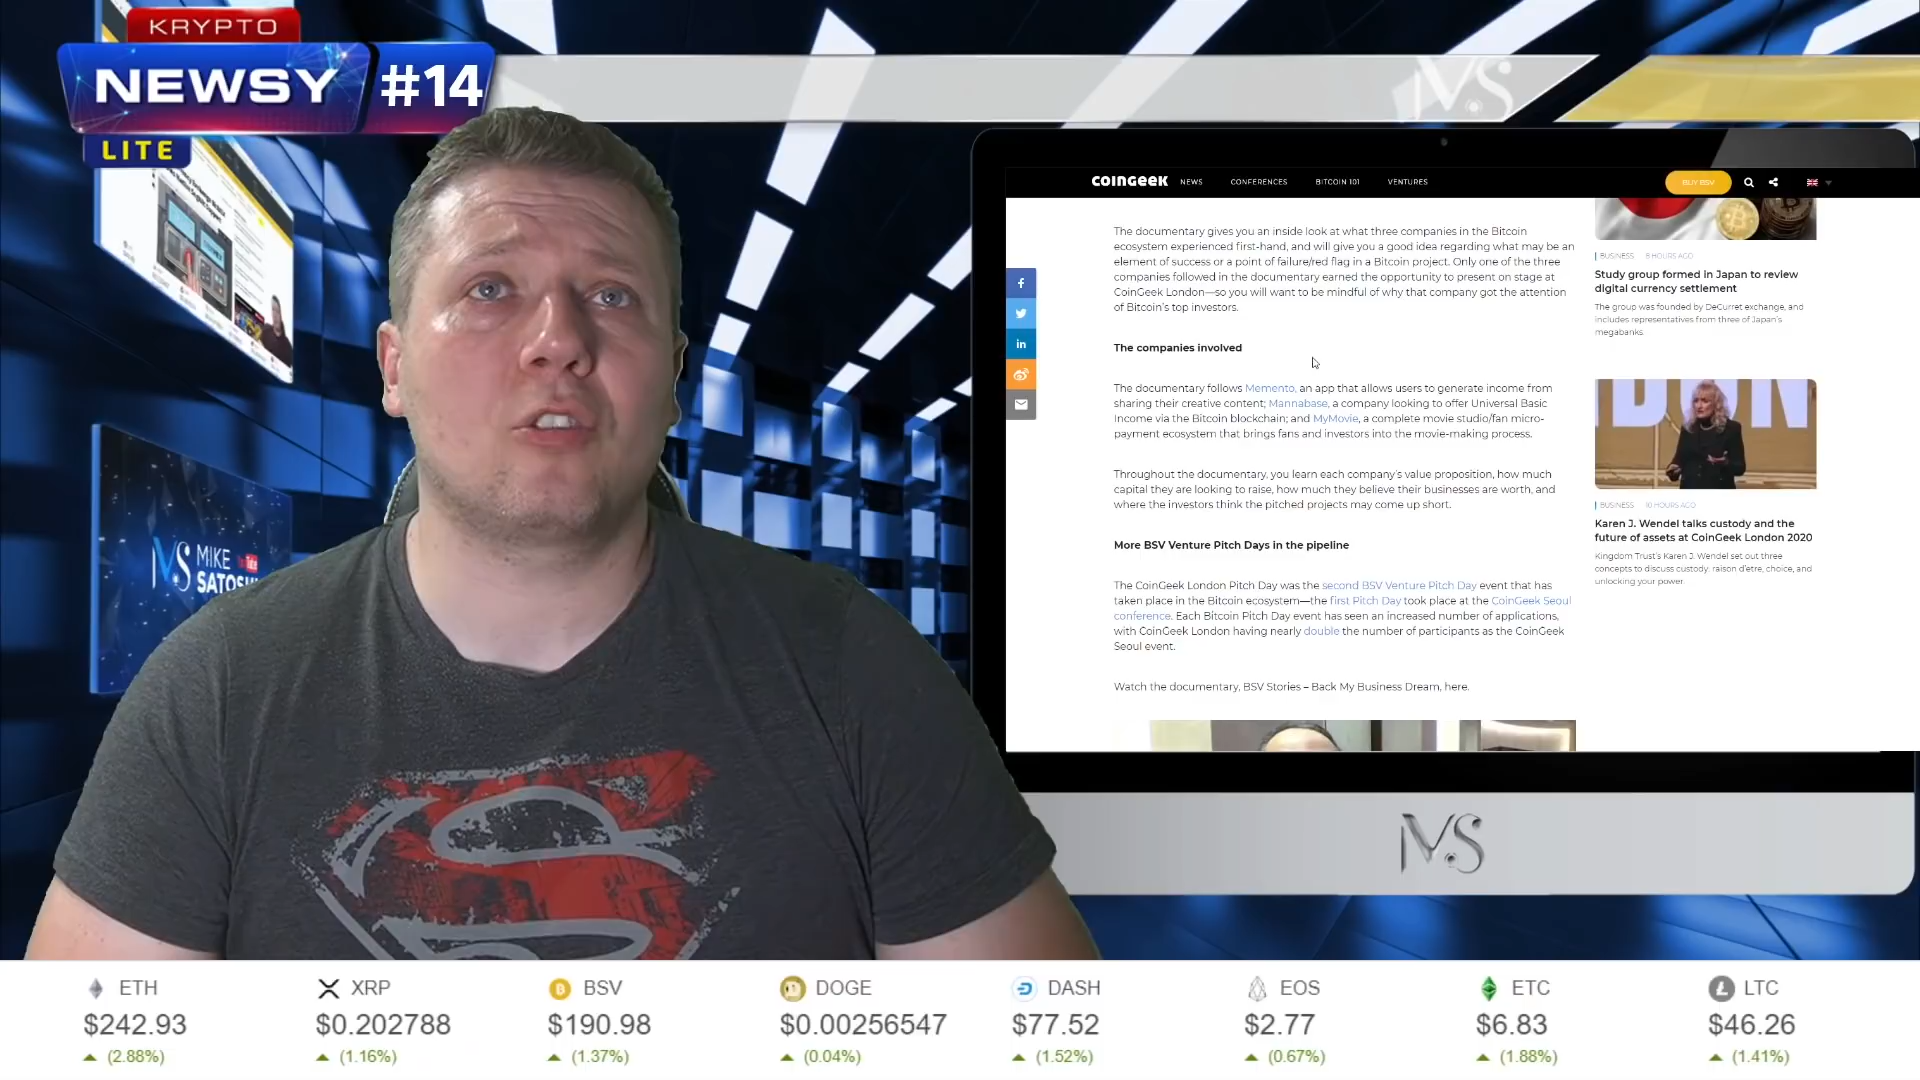 KRYPTO
NEWSY #14
LITE
MS
MIKE
MS
coingeek NEWS CONFERENCES BITCOIN 101 VENTURES BUY BSV
The documentary gives you an inside look at what three companies in the Bitcoin
ecosystem experienced first-hand, and will give you a good idea regarding what may be an
element of success or a point of failure/red flag in a Bitcoin project. Only one of the three
companies followed in the documentary earned the opportunity to present on stage at
CoinGeek London—so you will want to be mindful of why that company got the attention
of Bitcoin's top investors.
The companies involved
The documentary follows Memento, an app that allows users to generate income from
sharing their creative content; Mannabase, a company looking to offer Universal Basic
Income via the Bitcoin blockchain; and MyMovie, a complete movie studio/fan micro-
payment ecosystem that brings fans and investors into the movie-making process.
Throughout the documentary, you learn each company's value proposition, how much
capital they are looking to raise, how much they believe their businesses are worth, and
where the investors think the pitched projects may come up short.
More BSV Venture Pitch Days in the pipeline
The CoinGeek London Pitch Day was the second BSV Venture Pitch Day event that has
taken place in the Bitcoin ecosystem—the first Pitch Day took place at the CoinGeek Seoul
conference. Each Bitcoin Pitch Day event has seen an increased number of applications,
with CoinGeek London having nearly double the number of participants as the CoinGeek
Seoul event.
Watch the documentary, BSV Stories – Back My Business Dream, here.
BUSINESS 8 HOURS AGO
Study group formed in Japan to review
digital currency settlement
The group was founded by DeCurret exchange, and
includes representatives from three of Japan's
megabanks.
BUSINESS 10 HOURS AGO
Karen J. Wendel talks custody and the
future of assets at CoinGeek London 2020
Kingdom Trust's Karen J. Wendel set out three
concepts to discuss custody: raison d'etre, choice, and
unlocking your power.
MS
ETH XRP BSV DOGE DASH EOS ETC LTC
$242.93 $0.202788 $190.98 $0.00256547 $77.52 $2.77 $6.83 $46.26
(2.88%) (1.16%) (1.37%) (0.04%) (1.52%) (0.67%) (1.88%) (1.41%)